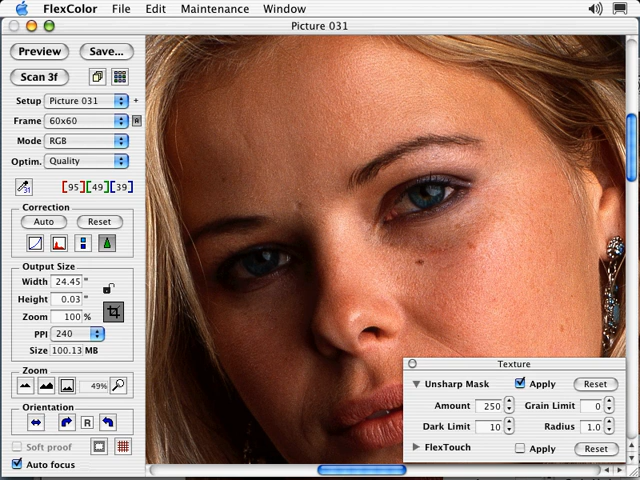 FlexColor File Edit Maintenance Window
Picture 031
Preview Save...
Scan 3f
Setup Picture 031 +
Frame 60x60 R
Mode RGB
Optim. Quality
31 [95] [49] [39]
Correction
Auto Reset
Output Size
Width 24.45 "
Height 0.03 "
Zoom 100 %
PPI 240
Size 100.13 MB
Zoom
49%
Orientation
R
Soft proof
Auto focus
Texture
Unsharp Mask Apply Reset
Amount 250 Grain Limit 0
Dark Limit 10 Radius 1.0
FlexTouch Apply Reset